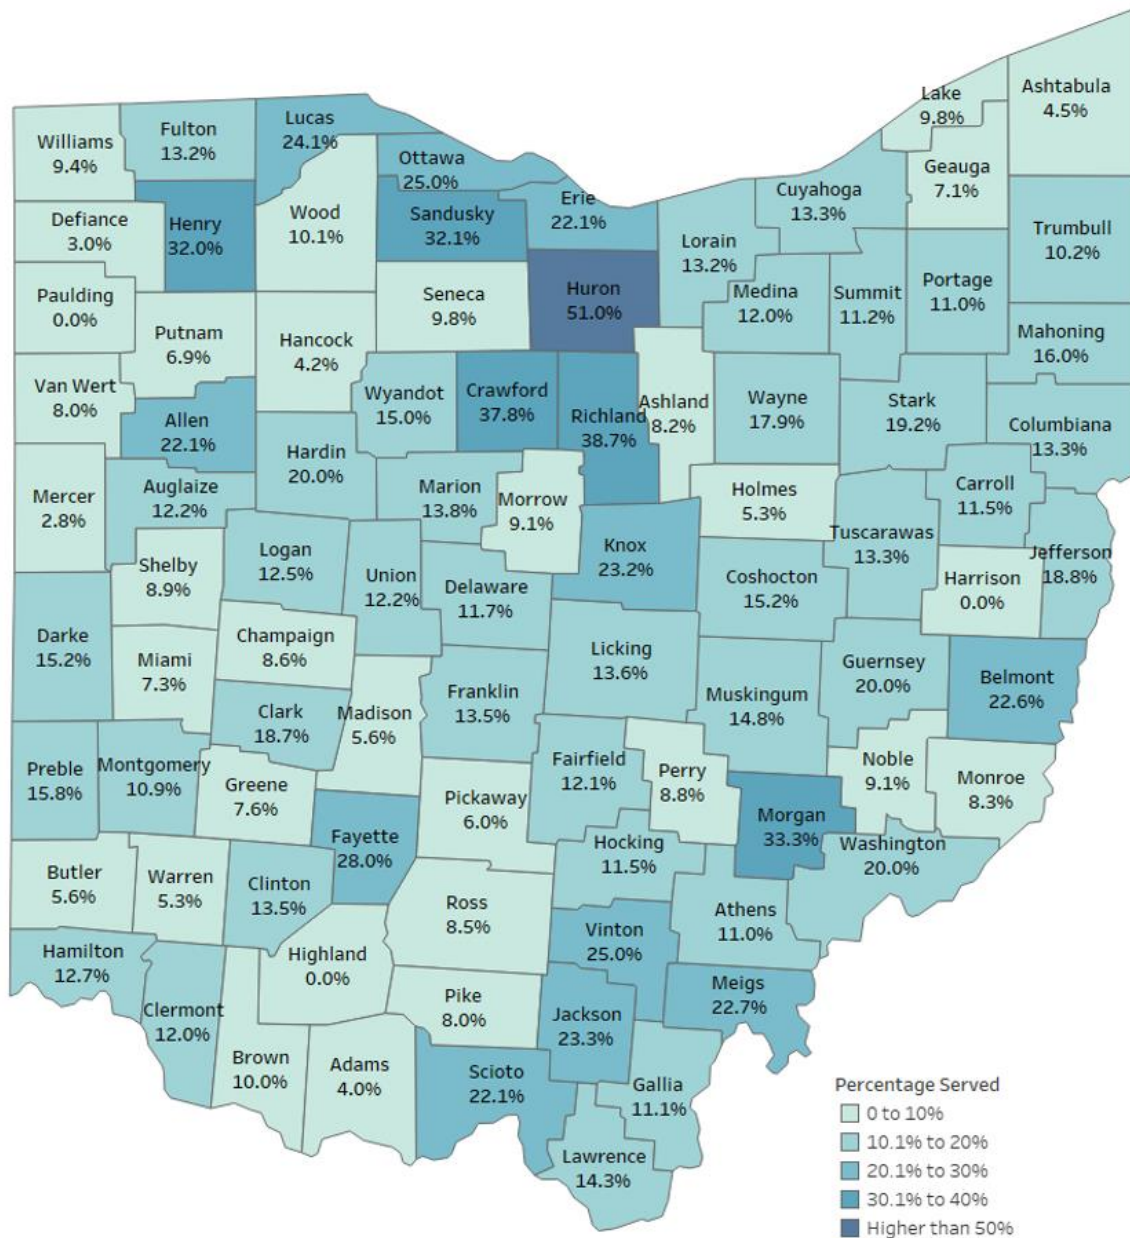 Lake
9.8%
Ashtabula
4.5%
Williams
9.4%
Fulton
13.2%
Lucas
24.1%
Ottawa
25.0%
Geauga
7.1%
Cuyahoga
13.3%
Erie
22.1%
Defiance
3.0%
Henry
32.0%
Wood
10.1%
Sandusky
32.1%
Lorain
13.2%
Trumbull
10.2%
Paulding
0.0%
Seneca
9.8%
Huron
51.0%
Medina
12.0%
Summit
11.2%
Portage
11.0%
Putnam
6.9%
Hancock
4.2%
Mahoning
16.0%
Van Wert
8.0%
Wyandot
15.0%
Crawford
37.8%
Richland
38.7%
Ashland
8.2%
Wayne
17.9%
Stark
19.2%
Allen
22.1%
Columbiana
13.3%
Hardin
20.0%
Mercer
2.8%
Auglaize
12.2%
Marion
13.8%
Morrow
9.1%
Holmes
5.3%
Carroll
11.5%
Tuscarawas
13.3%
Shelby
8.9%
Logan
12.5%
Union
12.2%
Delaware
11.7%
Knox
23.2%
Coshocton
15.2%
Harrison
0.0%
Jefferson
18.8%
Darke
15.2%
Miami
7.3%
Champaign
8.6%
Licking
13.6%
Guernsey
20.0%
Belmont
22.6%
Clark
18.7%
Madison
5.6%
Franklin
13.5%
Muskingum
14.8%
Preble
15.8%
Montgomery
10.9%
Greene
7.6%
Fairfield
12.1%
Perry
8.8%
Noble
9.1%
Monroe
8.3%
Pickaway
6.0%
Morgan
33.3%
Fayette
28.0%
Hocking
11.5%
Washington
20.0%
Butler
5.6%
Warren
5.3%
Clinton
13.5%
Ross
8.5%
Athens
11.0%
Vinton
25.0%
Hamilton
12.7%
Highland
0.0%
Meigs
22.7%
Clermont
12.0%
Pike
8.0%
Jackson
23.3%
Brown
10.0%
Adams
4.0%
Scioto
22.1%
Gallia
11.1%
Lawrence
14.3%
Percentage Served
0 to 10%
10.1% to 20%
20.1% to 30%
30.1% to 40%
Higher than 50%